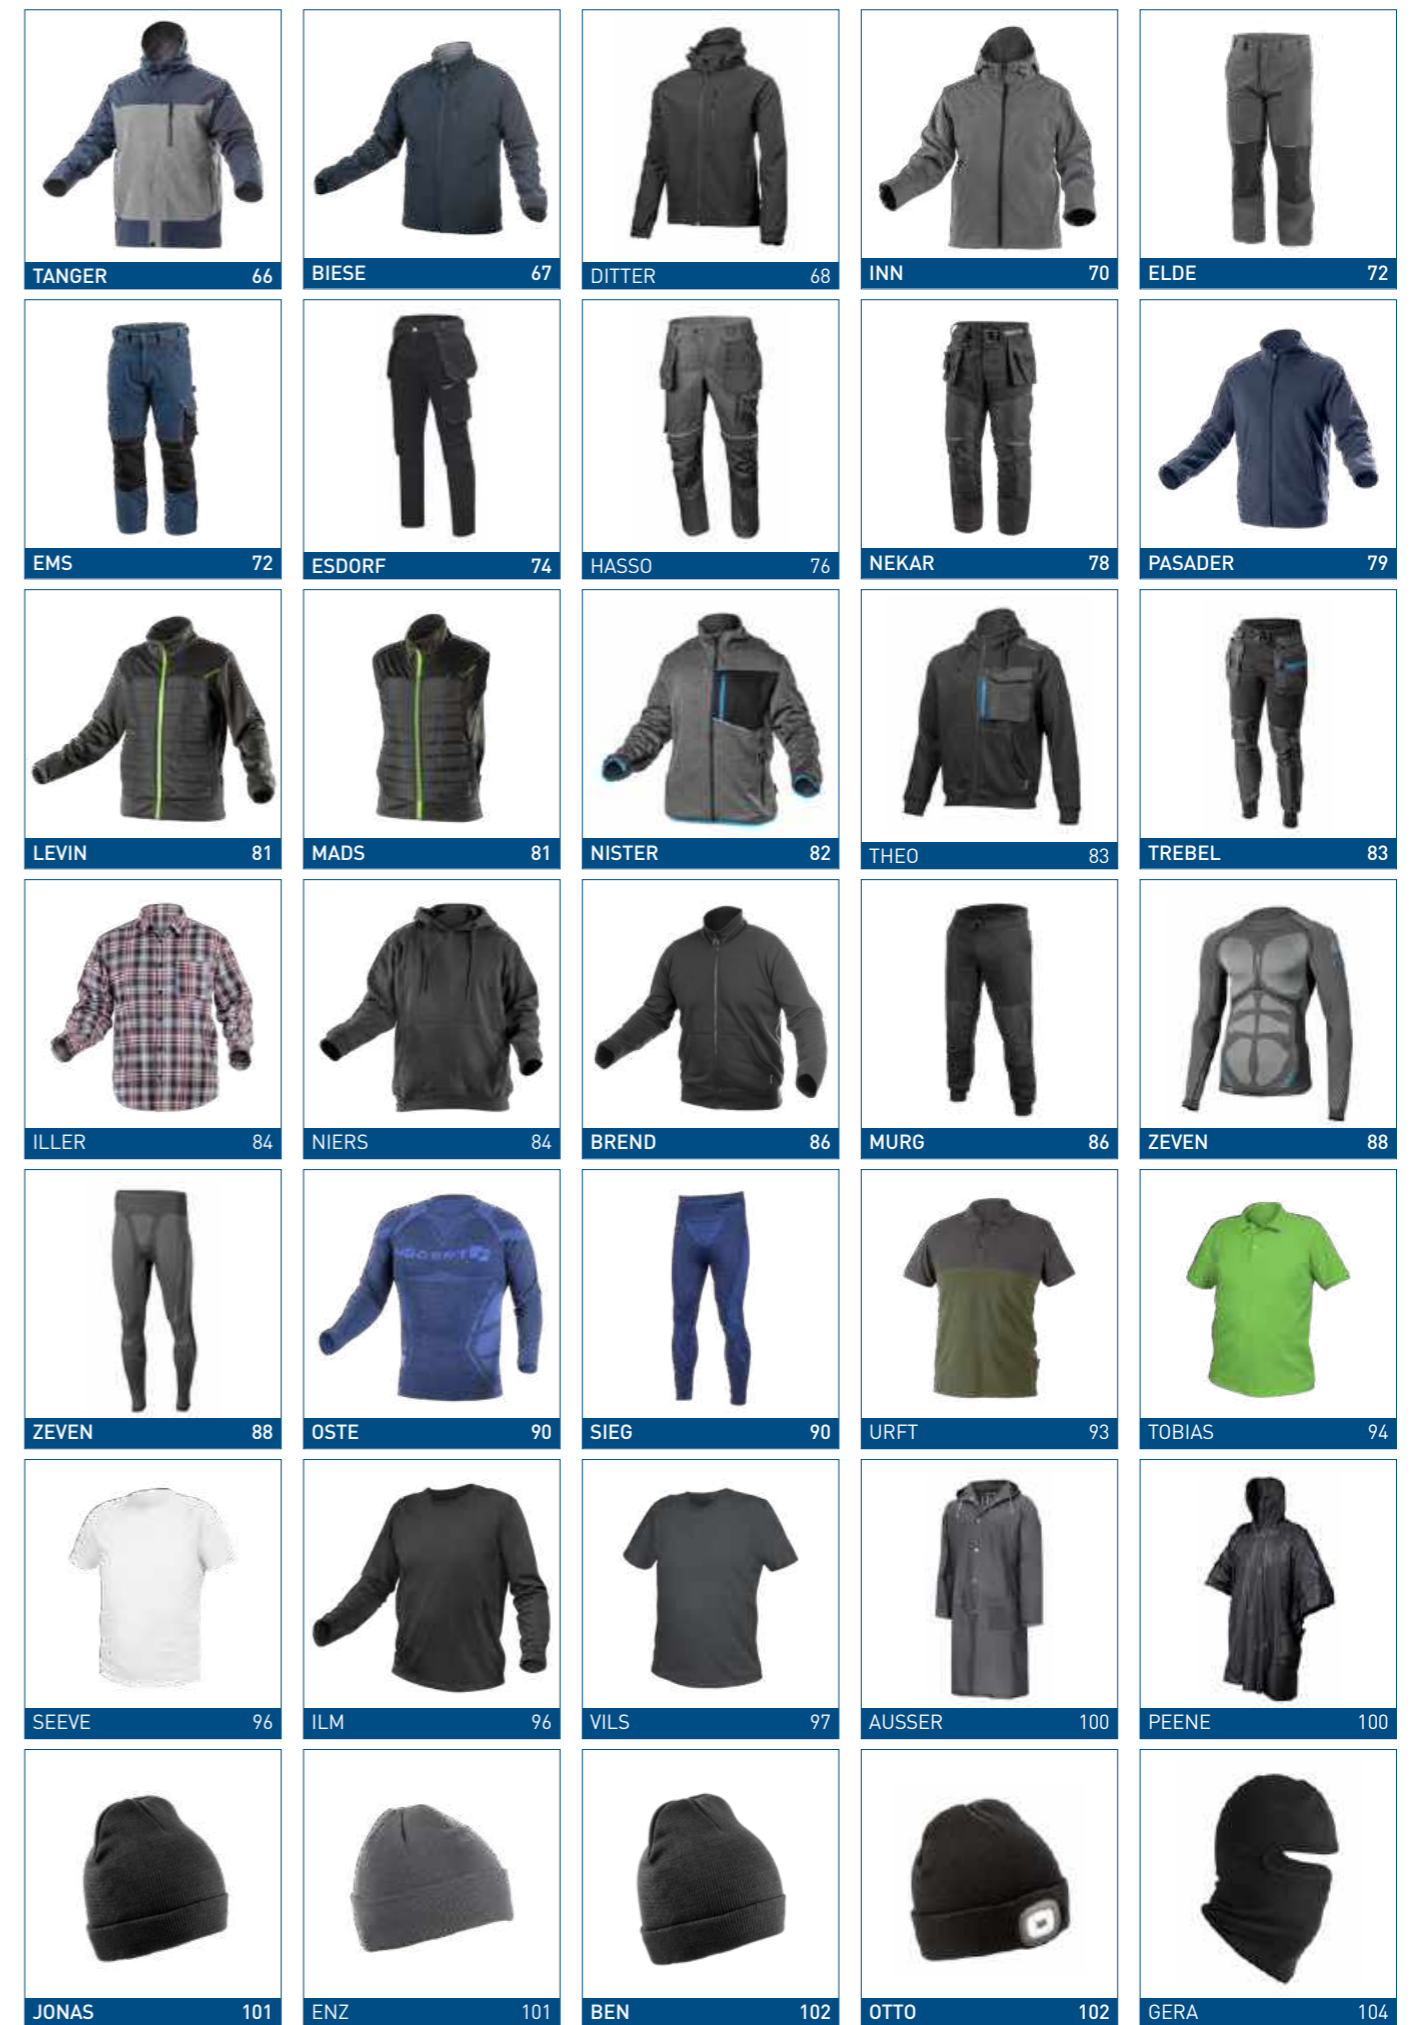 TANGER 66
BIESE 67
DITTER 68
INN 70
ELDE 72
EMS 72
ESDORF 74
HASSO 76
NEKAR 78
PASADER 79
LEVIN 81
MADS 81
NISTER 82
THEO 83
TREBEL 83
ILLER 84
NIERS 84
BREND 86
MURG 86
ZEVEN 88
ZEVEN 88
OSTE 90
SIEG 90
URFT 93
TOBIAS 94
SEEVE 96
ILM 96
VILS 97
AUSSER 100
PEENE 100
JONAS 101
ENZ 101
BEN 102
OTTO 102
GERA 104